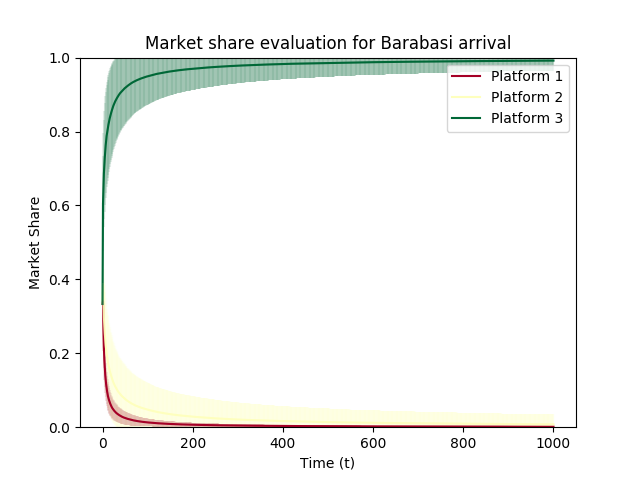 Market share evaluation for Barabasi arrival
Market Share
1.0
0.8
0.6
0.4
0.2
0.0
Platform 1
Platform 2
Platform 3
0 200 400 600 800 1000
Time (t)